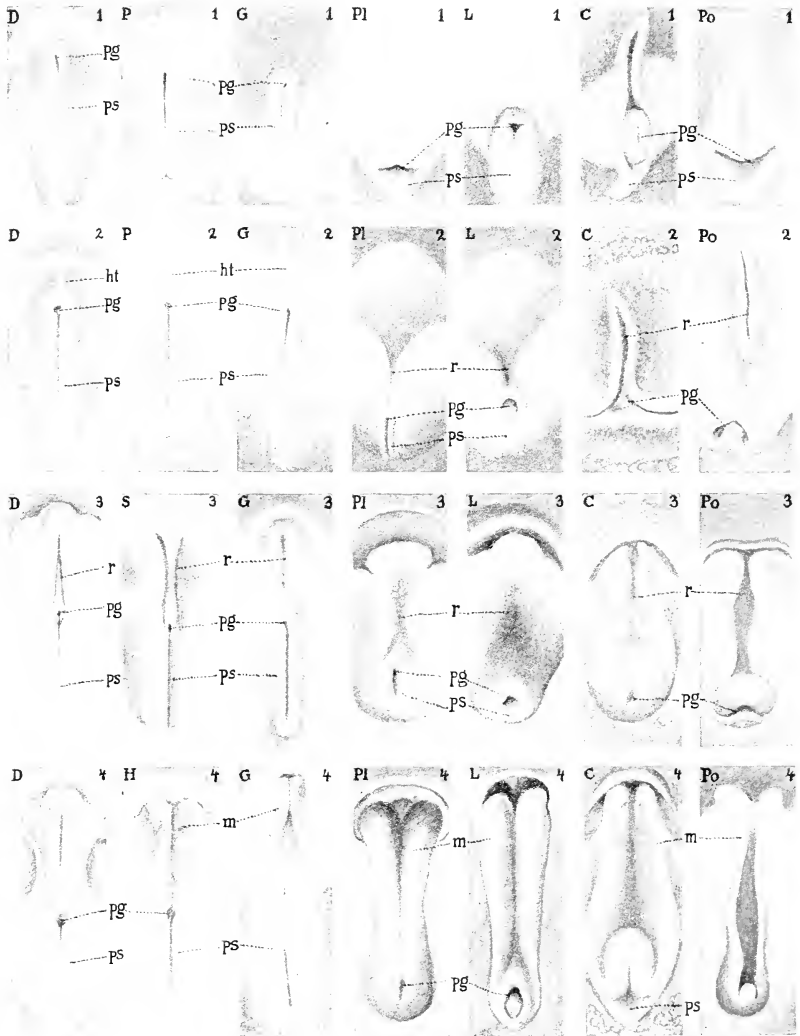 D 1 P 1 G 1 Pl 1 L 1 C 1 Po 1
pg
pg pg pg
ps
ps ps ps
D 2 P 2 G 2 Pl 2 L 2 C 2 Po 2
ht ht
pg pg
r r
ps ps
pg pg
ps
D 3 S 3 G 3 Pl 3 L 3 C 3 Po 3
r r r r
pg pg
ps ps pg pg
ps
D 4 H 4 G 4 Pl 4 L 4 C 4 Po 4
m m m
pg
ps ps
pg
ps